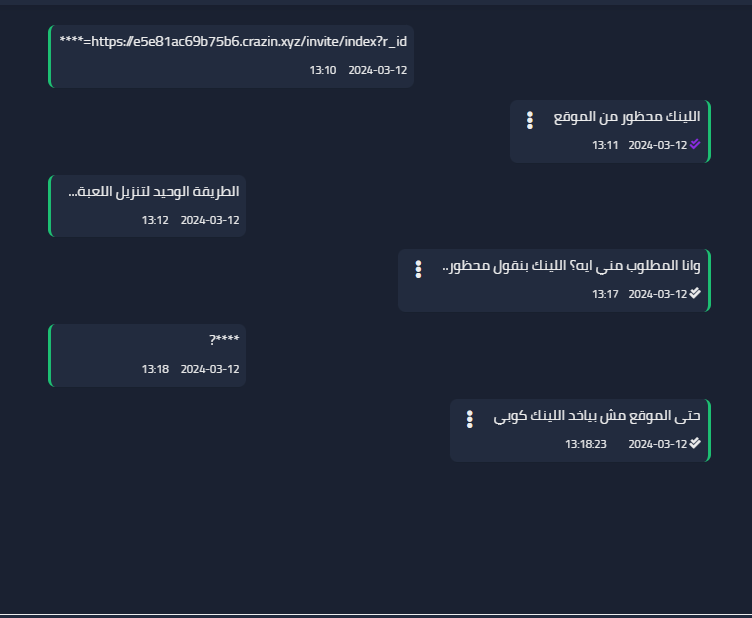 https://e5e81ac69b75b6.crazin.xyz/invite/index?r_id=****
2024-03-12 13:10
اللينك محظور من الموقع
2024-03-12 13:11
الطريقة الوحيد لتنزيل اللعبة...
2024-03-12 13:12
وانا المطلوب مني ايه؟ اللينك بنقول محظور..
2024-03-12 13:17
****?
2024-03-12 13:18
حتى الموقع مش بياخد اللينك كوبي
2024-03-12 13:18:23